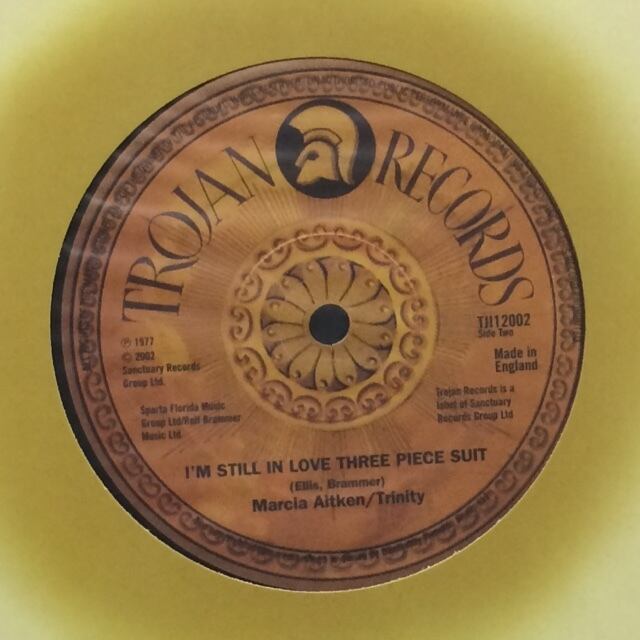 TROJAN RECORDS
TJI12002
Side Two
℗ 1977
© 2002
Sanctuary Records
Group Ltd.
Made in
England
Sparta Florida Music
Group Ltd/Rolf Brammer
Music Ltd.
Trojan Records is a
label of Sanctuary
Records Group Ltd
I'M STILL IN LOVE THREE PIECE SUIT
(Ellis, Brammer)
Marcia Aitken/Trinity